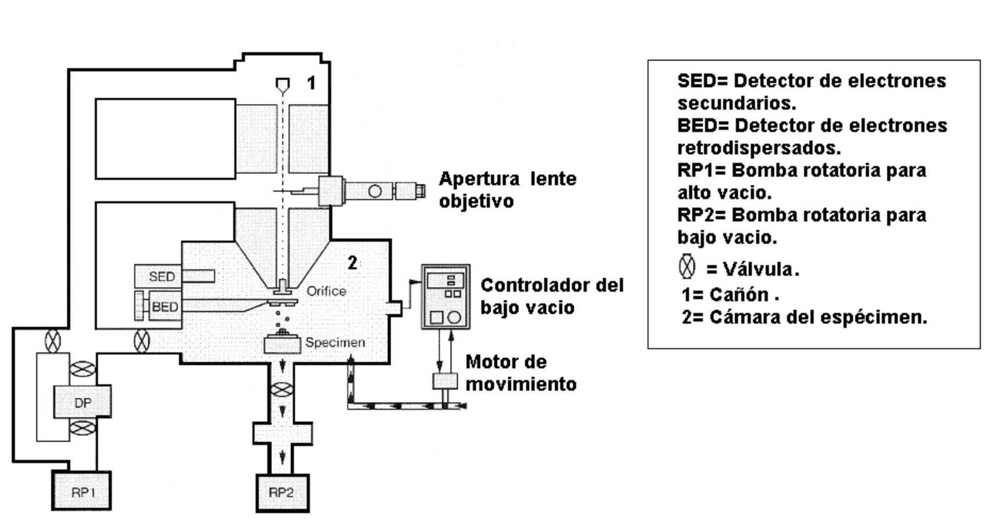 1
Apertura lente
objetivo
2
SED
Orifice
BED
Controlador del
bajo vacio
Specimen
Motor de
movimiento
DP
RP1
RP2
SED= Detector de electrones
secundarios.
BED= Detector de electrones
retrodispersados.
RP1= Bomba rotatoria para
alto vacio.
RP2= Bomba rotatoria para
bajo vacio.
= Válvula.
1= Cañón .
2= Cámara del espécimen.